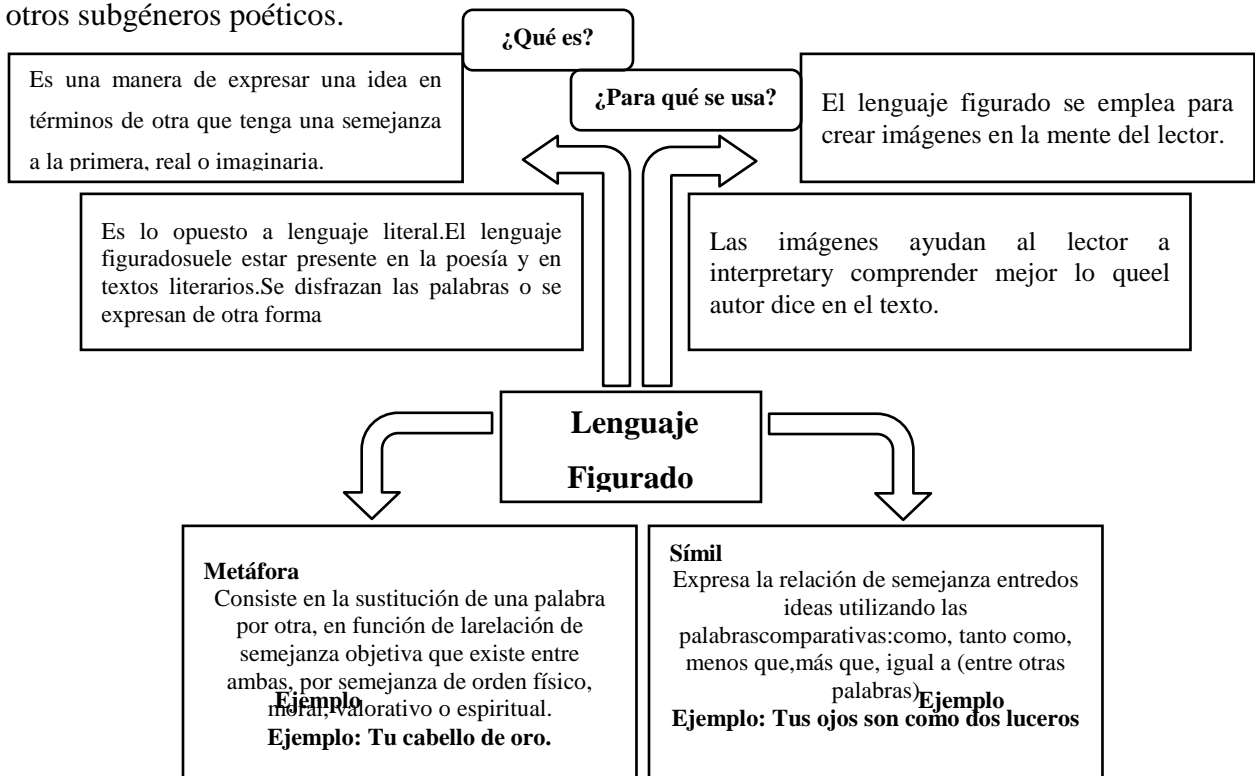 otros subgéneros poéticos.
¿Qué es?
Es una manera de expresar una idea en
términos de otra que tenga una semejanza
a la primera, real o imaginaria.
¿Para qué se usa?
El lenguaje figurado se emplea para
crear imágenes en la mente del lector.
Es lo opuesto a lenguaje literal.El lenguaje
figuradosuele estar presente en la poesía y en
textos literarios.Se disfrazan las palabras o se
expresan de otra forma
Las imágenes ayudan al lector a
interpretary comprender mejor lo queel
autor dice en el texto.
Lenguaje
Figurado
Metáfora
Consiste en la sustitución de una palabra
por otra, en función de larelación de
semejanza objetiva que existe entre
ambas, por semejanza de orden físico,
moral, valorativo o espiritual.
Ejemplo
Ejemplo: Tu cabello de oro.
Símil
Expresa la relación de semejanza entredos
ideas utilizando las
palabrascomparativas:como, tanto como,
menos que,más que, igual a (entre otras
palabras)
Ejemplo
Ejemplo: Tus ojos son como dos luceros